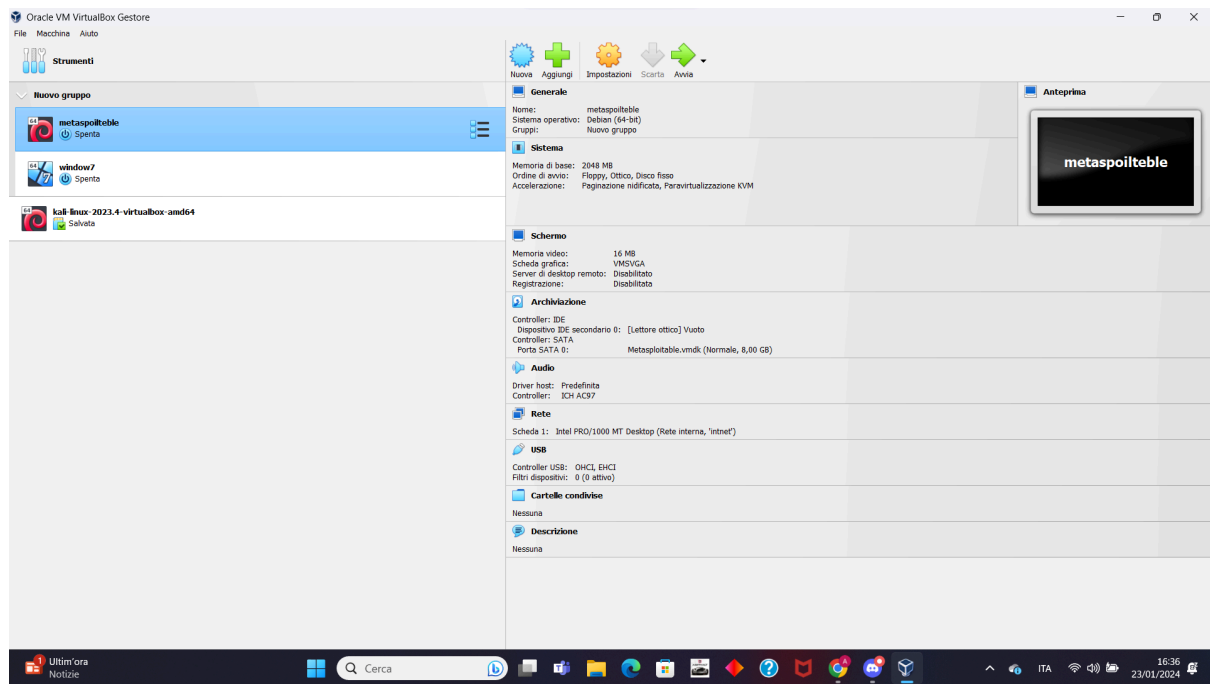 Oracle VM VirtualBox Gestore
File Macchina Aiuto
Strumenti
Nuova Aggiungi Impostazioni Scarta Avvia
Nuovo gruppo
64 metaspoilteble
Spenta
64 window7
Spenta
64 kali-linux-2023.4-virtualbox-amd64
Salvata
Generale
Nome: metaspoilteble
Sistema operativo: Debian (64-bit)
Gruppi: Nuovo gruppo
Anteprima
metaspoilteble
Sistema
Memoria di base: 2048 MB
Ordine di avvio: Floppy, Ottico, Disco fisso
Accelerazione: Paginazione nidificata, Paravirtualizzazione KVM
Schermo
Memoria video: 16 MB
Scheda grafica: VMSVGA
Server di desktop remoto: Disabilitato
Registrazione: Disabilitata
Archiviazione
Controller: IDE
Dispositivo IDE secondario 0: [Lettore ottico] Vuoto
Controller: SATA
Porta SATA 0: Metasploitable.vmdk (Normale, 8,00 GB)
Audio
Driver host: Predefinita
Controller: ICH AC97
Rete
Scheda 1: Intel PRO/1000 MT Desktop (Rete interna, 'intnet')
USB
Controller USB: OHCI, EHCI
Filtri dispositivi: 0 (0 attivo)
Cartelle condivise
Nessuna
Descrizione
Nessuna
1 Ultim'ora
Notizie
Cerca
ITA
16:36
23/01/2024